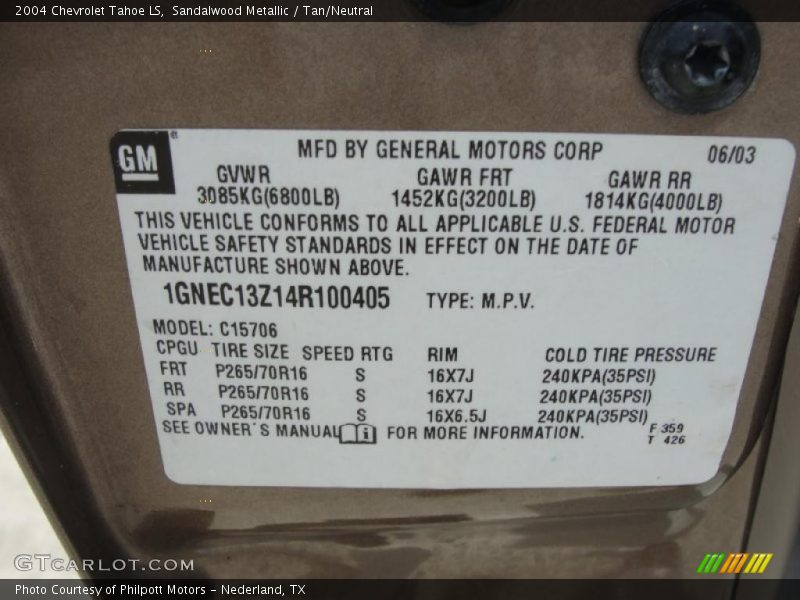 2004 Chevrolet Tahoe LS,  Sandalwood Metallic / Tan/Neutral
GM® MFD BY GENERAL MOTORS CORP 06/03
GVWR GAWR FRT GAWR RR
3085KG(6800LB) 1452KG(3200LB) 1814KG(4000LB)
THIS VEHICLE CONFORMS TO ALL APPLICABLE U.S. FEDERAL MOTOR
VEHICLE SAFETY STANDARDS IN EFFECT ON THE DATE OF
MANUFACTURE SHOWN ABOVE.
1GNEC13Z14R100405 TYPE: M.P.V.
MODEL: C15706
CPGU TIRE SIZE SPEED RTG RIM COLD TIRE PRESSURE
FRT P265/70R16 S 16X7J 240KPA(35PSI)
RR P265/70R16 S 16X7J 240KPA(35PSI)
SPA P265/70R16 S 16X6.5J 240KPA(35PSI)
SEE OWNER'S MANUAL FOR MORE INFORMATION.
F 359
T 426
GTCARLOT.COM
Photo Courtesy of Philpott Motors - Nederland, TX